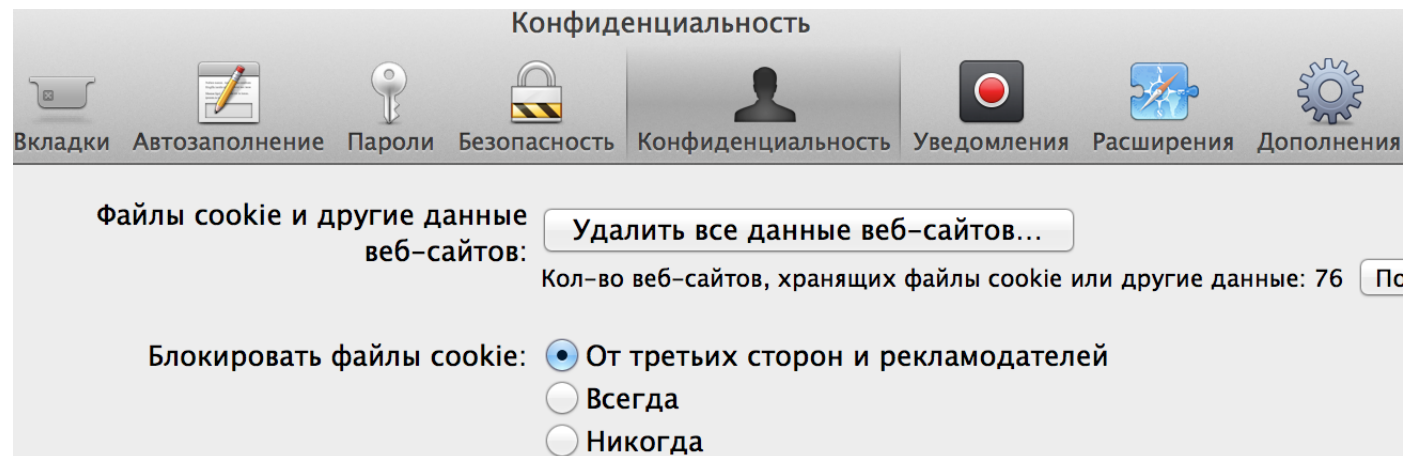 Конфиденциальность
Вкладки Автозаполнение Пароли Безопасность Конфиденциальность Уведомления Расширения Дополнения
Файлы cookie и другие данные
веб-сайтов:
Удалить все данные веб-сайтов...
Кол-во веб-сайтов, хранящих файлы cookie или другие данные: 76
Блокировать файлы cookie: От третьих сторон и рекламодателей
Всегда
Никогда